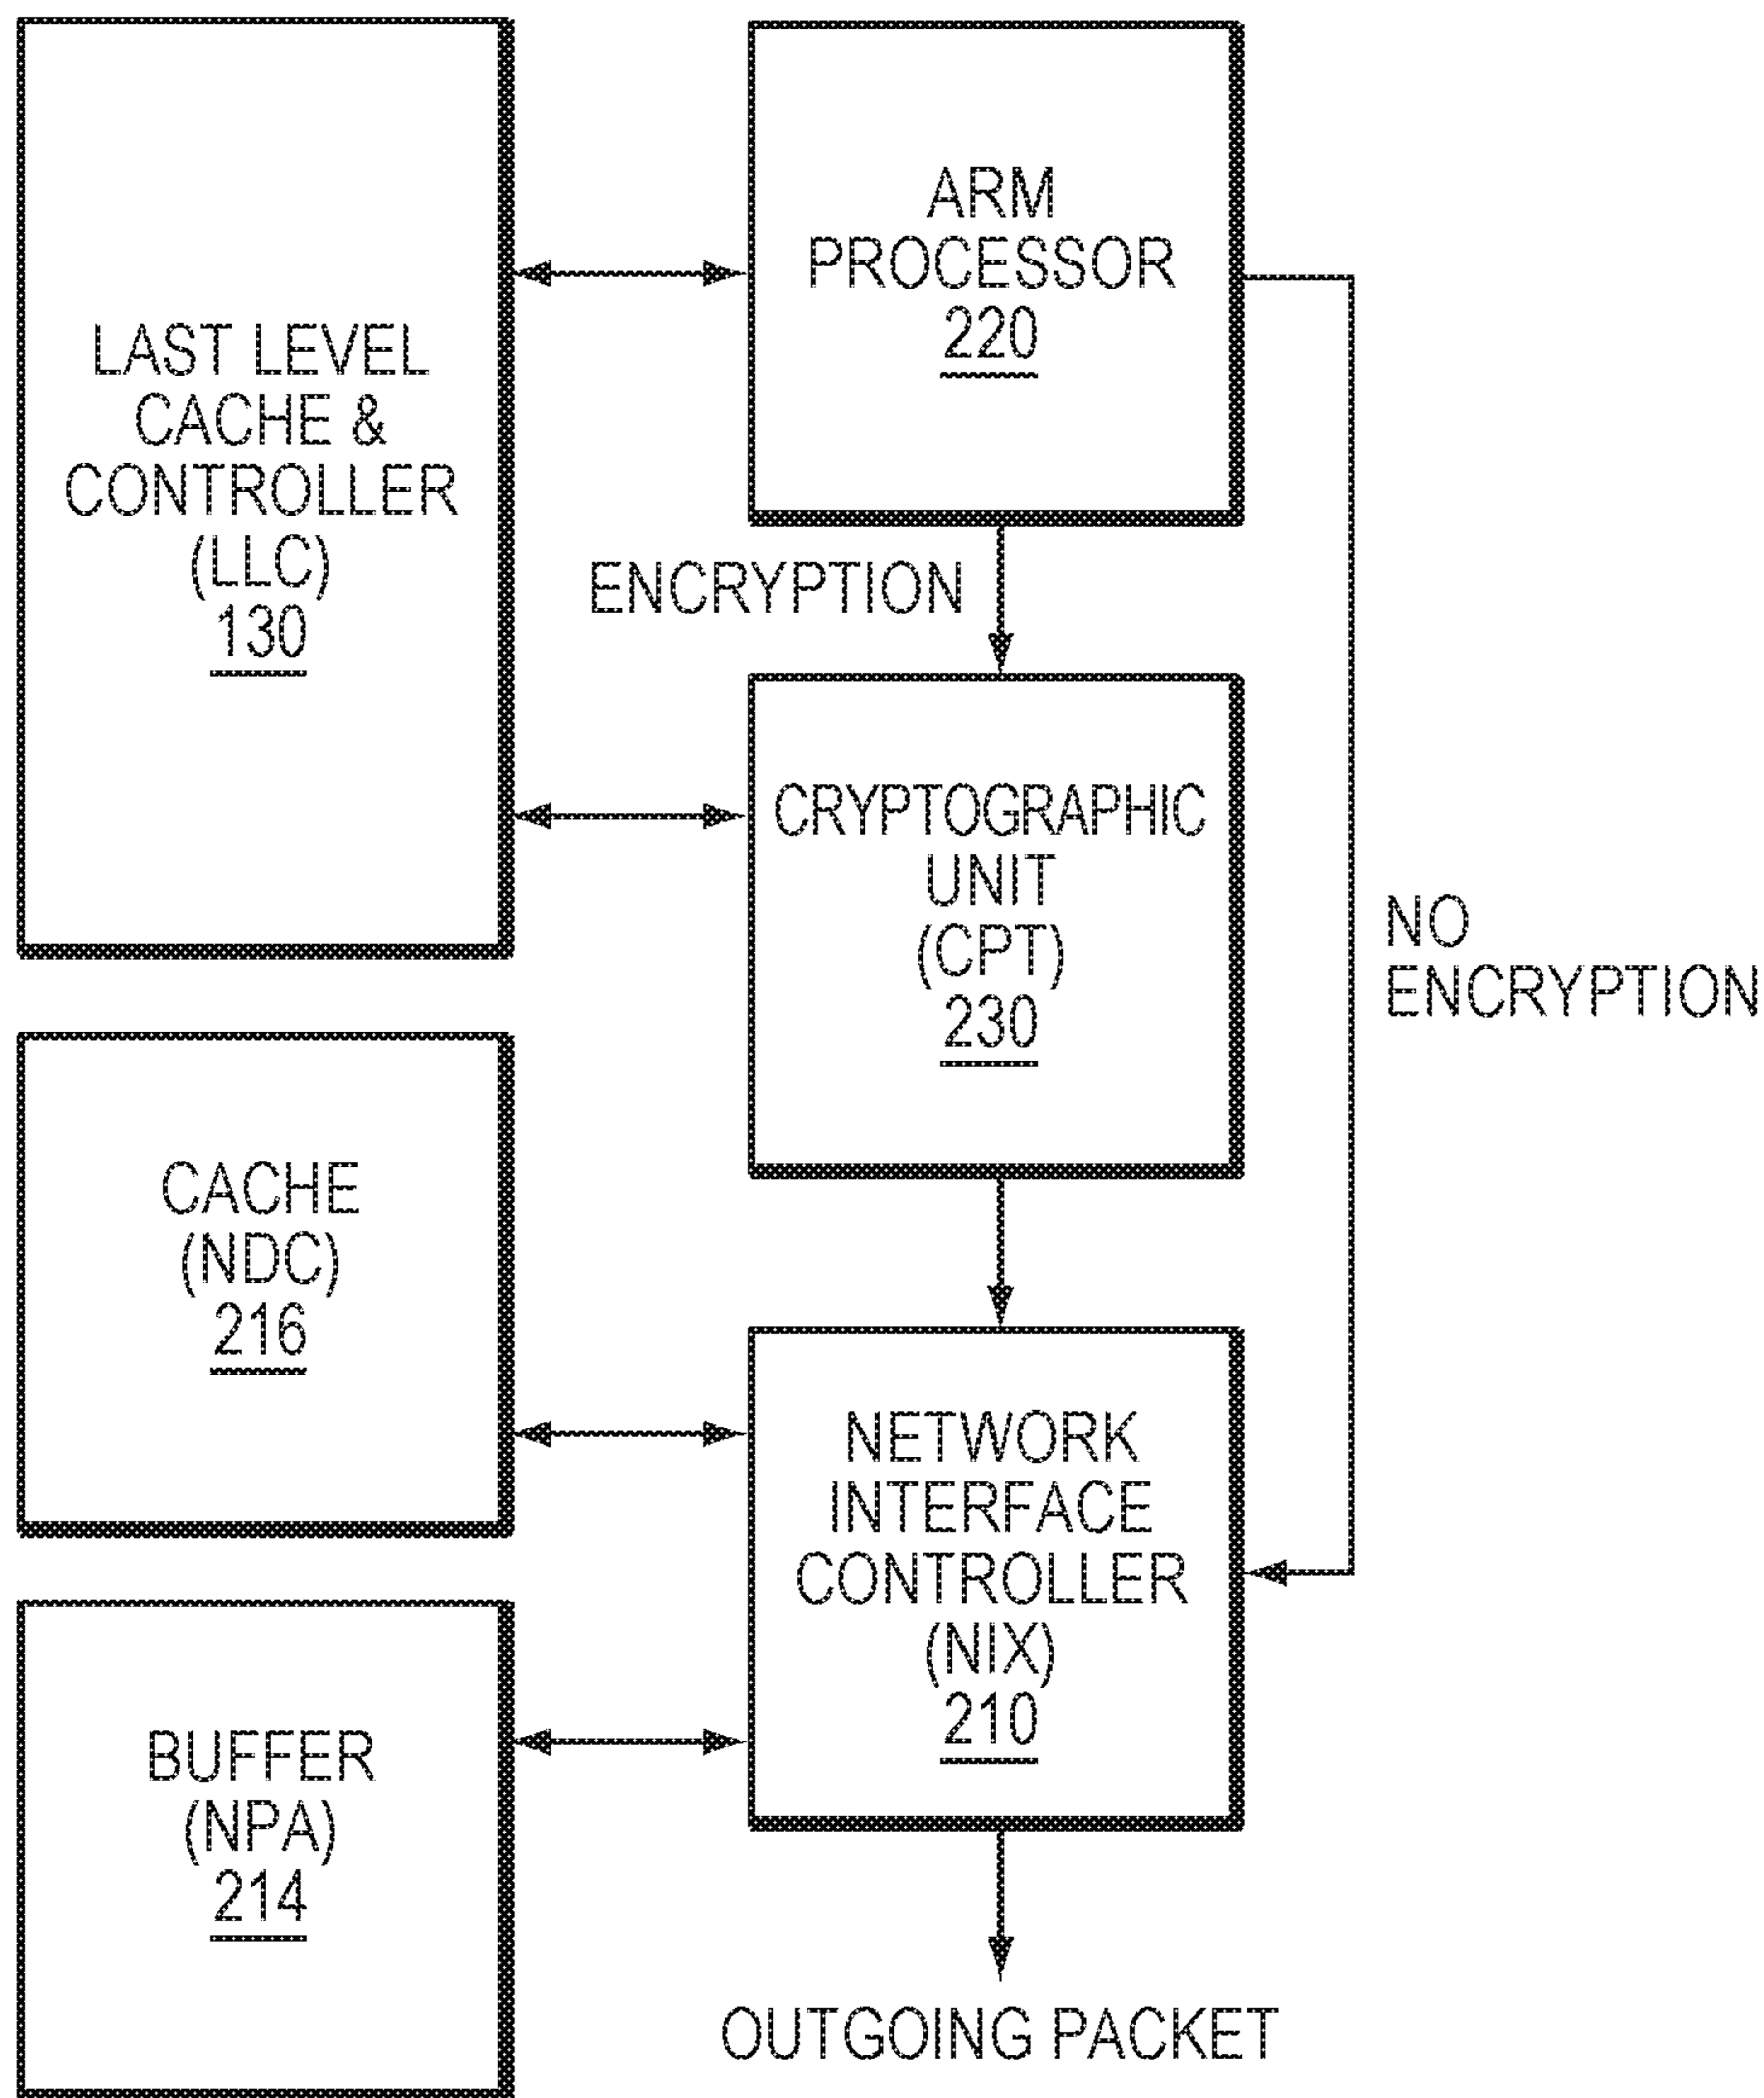 LAST LEVEL
CACHE &
CONTROLLER
(LLC)
130
ARM
PROCESSOR
220
ENCRYPTION
CRYPTOGRAPHIC
UNIT
(CPT)
230
NO
ENCRYPTION
CACHE
(NDC)
216
NETWORK
INTERFACE
CONTROLLER
(NIX)
210
BUFFER
(NPA)
214
OUTGOING PACKET